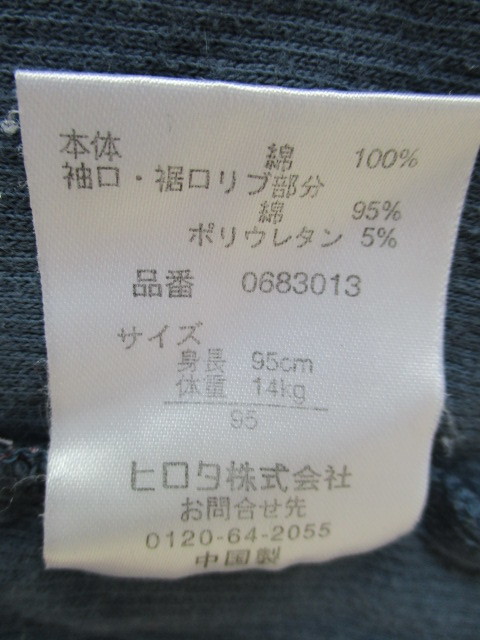 本体
綿 100%
袖口・裾口リブ部分
綿 95%
ポリウレタン 5%
品番 0683013
サイズ
身長 95cm
体重 14kg
95
ヒロタ株式会社
お問合せ先
0120-64-2055
中国製